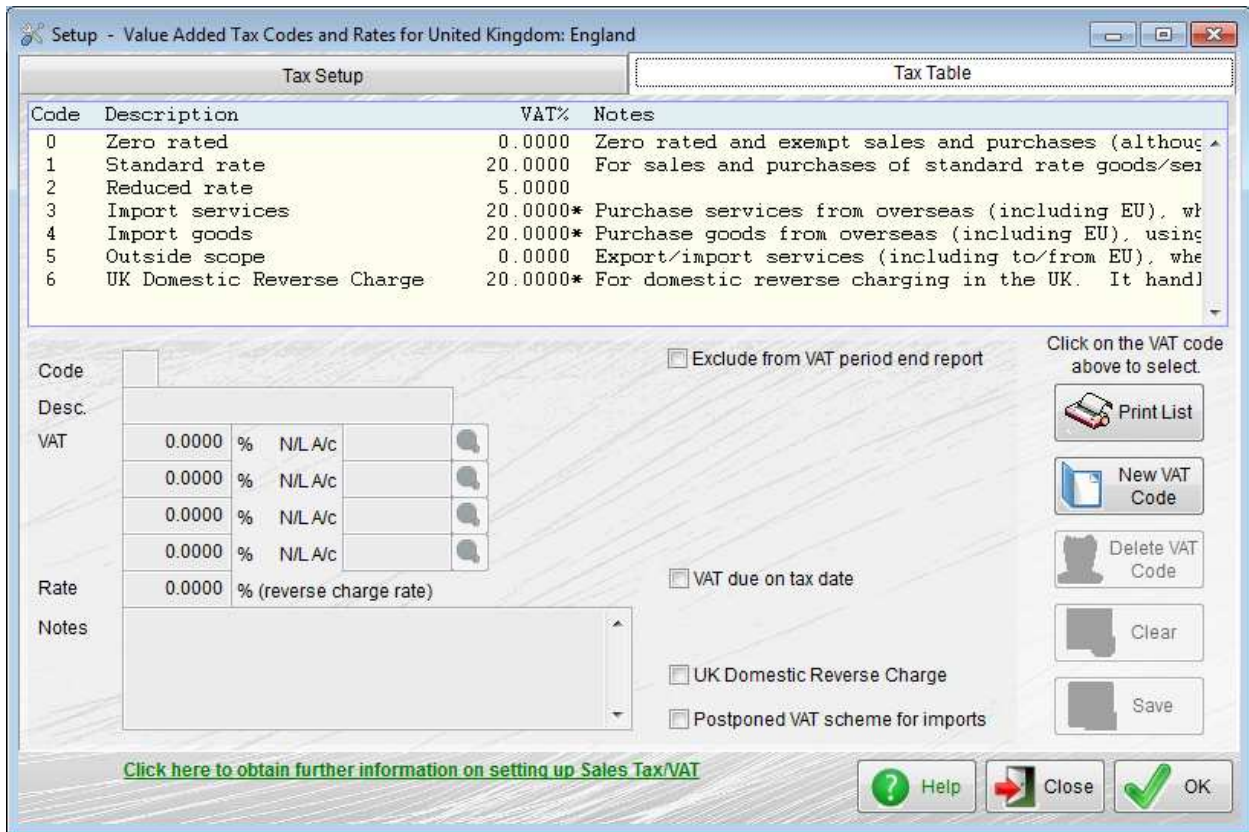 Setup - Value Added Tax Codes and Rates for United Kingdom: England
Tax Setup
Tax Table
Code Description VAT% Notes
0 Zero rated 0.0000 Zero rated and exempt sales and purchases (althoug
1 Standard rate 20.0000 For sales and purchases of standard rate goods/ser
2 Reduced rate 5.0000
3 Import services 20.0000* Purchase services from overseas (including EU), wh
4 Import goods 20.0000* Purchase goods from overseas (including EU), using
5 Outside scope 0.0000 Export/import services (including to/from EU), whe
6 UK Domestic Reverse Charge 20.0000* For domestic reverse charging in the UK. It handl
Code
Exclude from VAT period end report
Click on the VAT code
above to select.
Desc.
Print List
VAT 0.0000 % N/L A/c
0.0000 % N/L A/c
New VAT
Code
0.0000 % N/L A/c
0.0000 % N/L A/c
Delete VAT
Code
Rate 0.0000 % (reverse charge rate)
VAT due on tax date
Notes
Clear
UK Domestic Reverse Charge
Postponed VAT scheme for imports
Save
Click here to obtain further information on setting up Sales Tax/VAT
Help
Close
OK